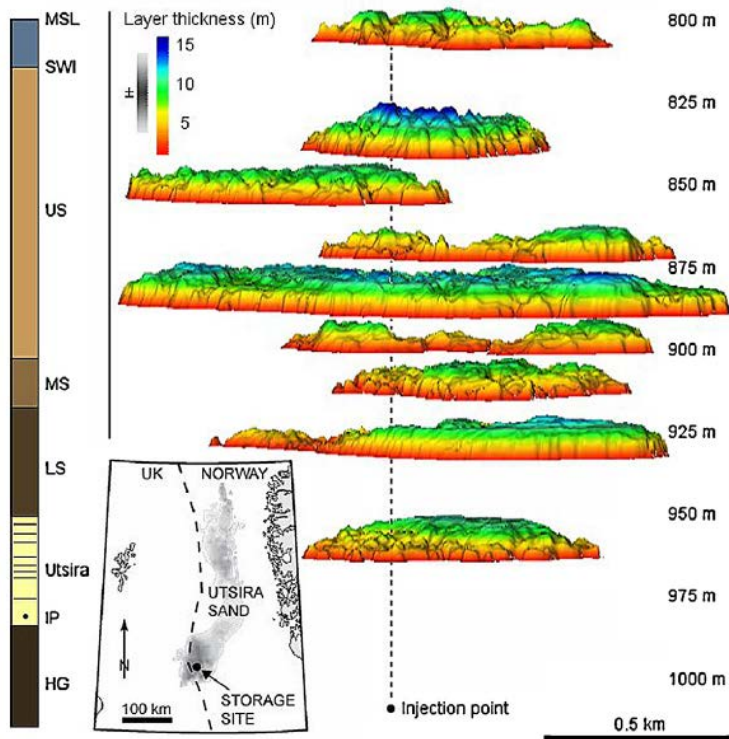 MSL
SWI
US
MS
LS
Utsira
IP
HG
Layer thickness (m)
±
15
10
5
800 m
825 m
850 m
875 m
900 m
925 m
950 m
975 m
1000 m
UK
NORWAY
UTSIRA
SAND
N
STORAGE
SITE
100 km
Injection point
0.5 km